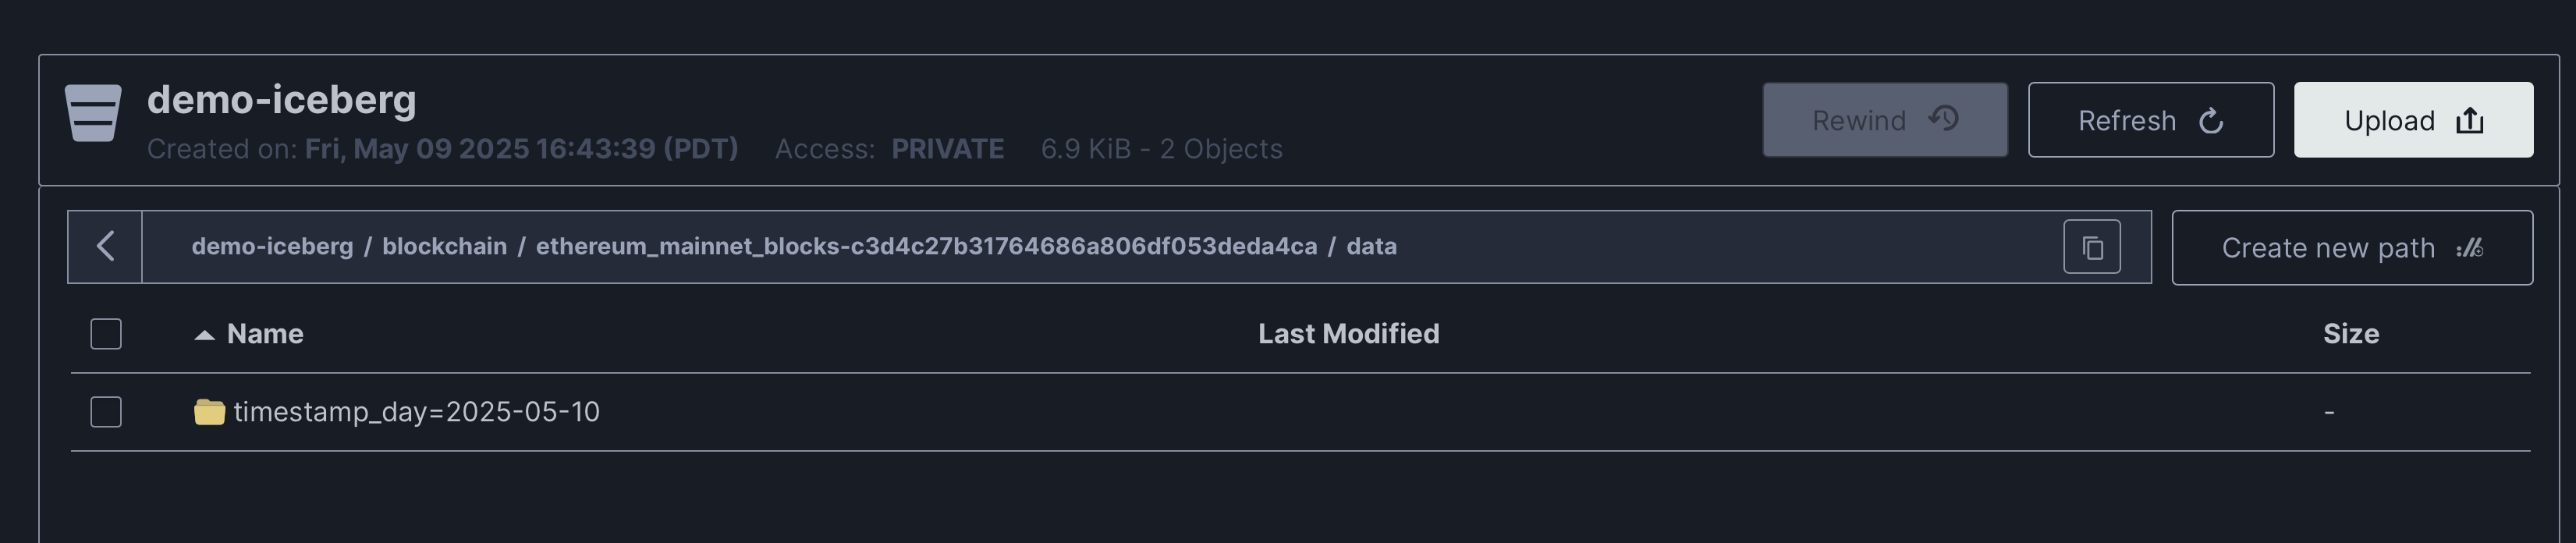 demo-iceberg
Created on: Fri, May 09 2025 16:43:39 (PDT) Access: PRIVATE 6.9 KiB - 2 Objects
Rewind
Refresh
Upload
demo-iceberg / blockchain / ethereum_mainnet_blocks-c3d4c27b31764686a806df053deda4ca / data
Create new path
Name Last Modified Size
timestamp_day=2025-05-10 -